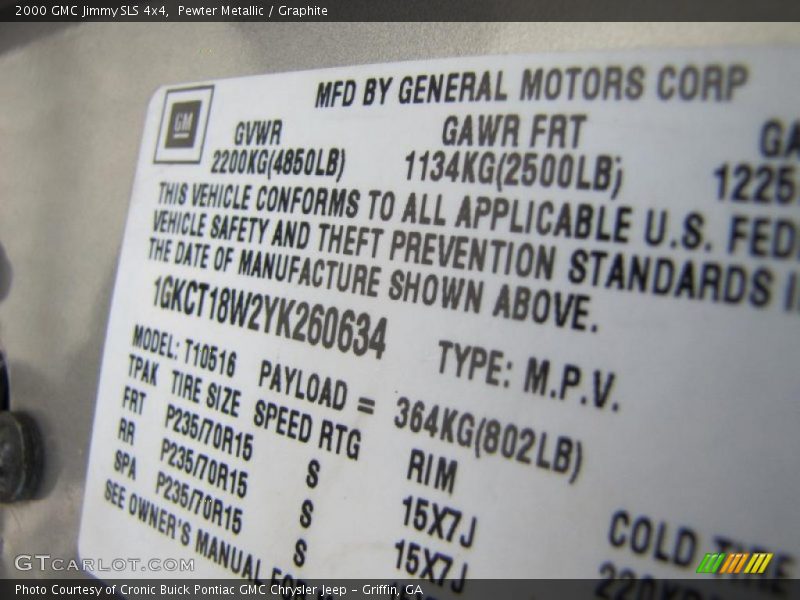 2000 GMC Jimmy SLS 4x4, Pewter Metallic / Graphite
MFD BY GENERAL MOTORS CORP
GM
GVWR GAWR FRT
2200KG(4850LB) 1134KG(2500LB) 1225
THIS VEHICLE CONFORMS TO ALL APPLICABLE U.S.
VEHICLE SAFETY AND THEFT PREVENTION STANDARDS
THE DATE OF MANUFACTURE SHOWN ABOVE.
1GKCT18W2YK260634 TYPE: M.P.V.
MODEL: T10516 PAYLOAD = 364KG(802LB)
TPAK TIRE SIZE SPEED RTG RIM COLD TIRE
FRT P235/70R15 S 15X7J
RR P235/70R15 S 15X7J
SPA P235/70R15 S
SEE OWNER'S MANUAL FOR
GTCARLOT.COM
Photo Courtesy of Cronic Buick Pontiac GMC Chrysler Jeep – Griffin, GA